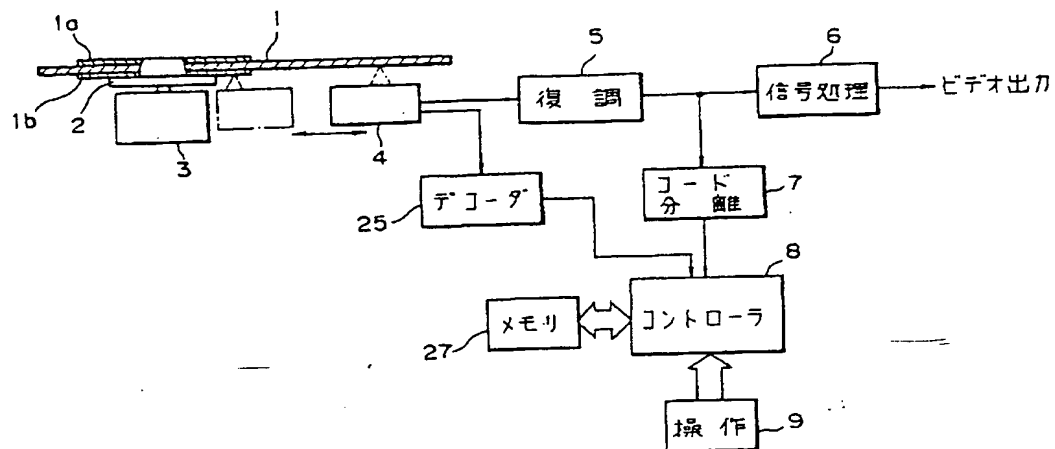 1a
1
5
6
復調
信号処理
ビデオ出力
1b
2
3
4
コード
分離
7
デコーダ
25
8
コントローラ
メモリ
27
操作
9